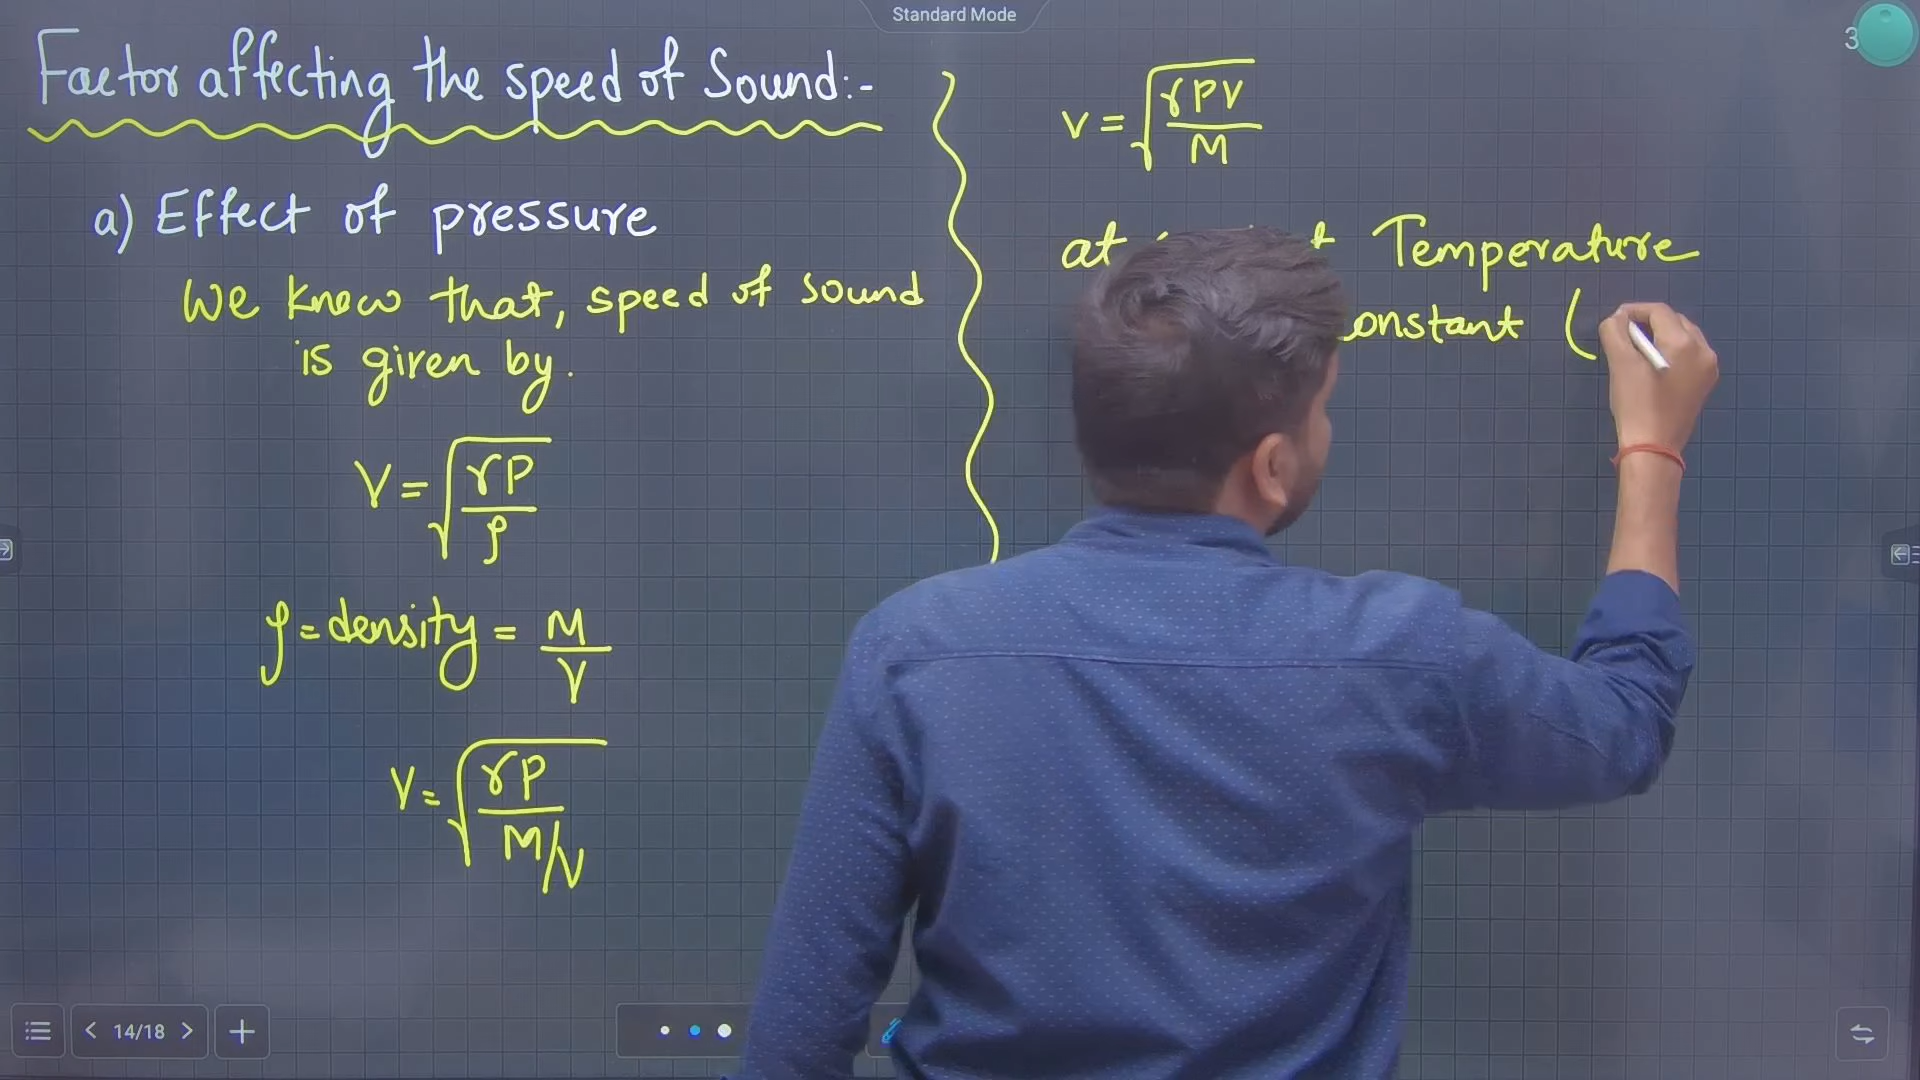 Standard Mode
3
Factor affecting the speed of Sound:-
a) Effect of pressure
We know that, speed of sound
is given by.
V = √(γP/ρ)
ρ = density = M/V
V = √(γP/(M/V))
v = √(γPV/M)
at Temperature
onstant (
14/18